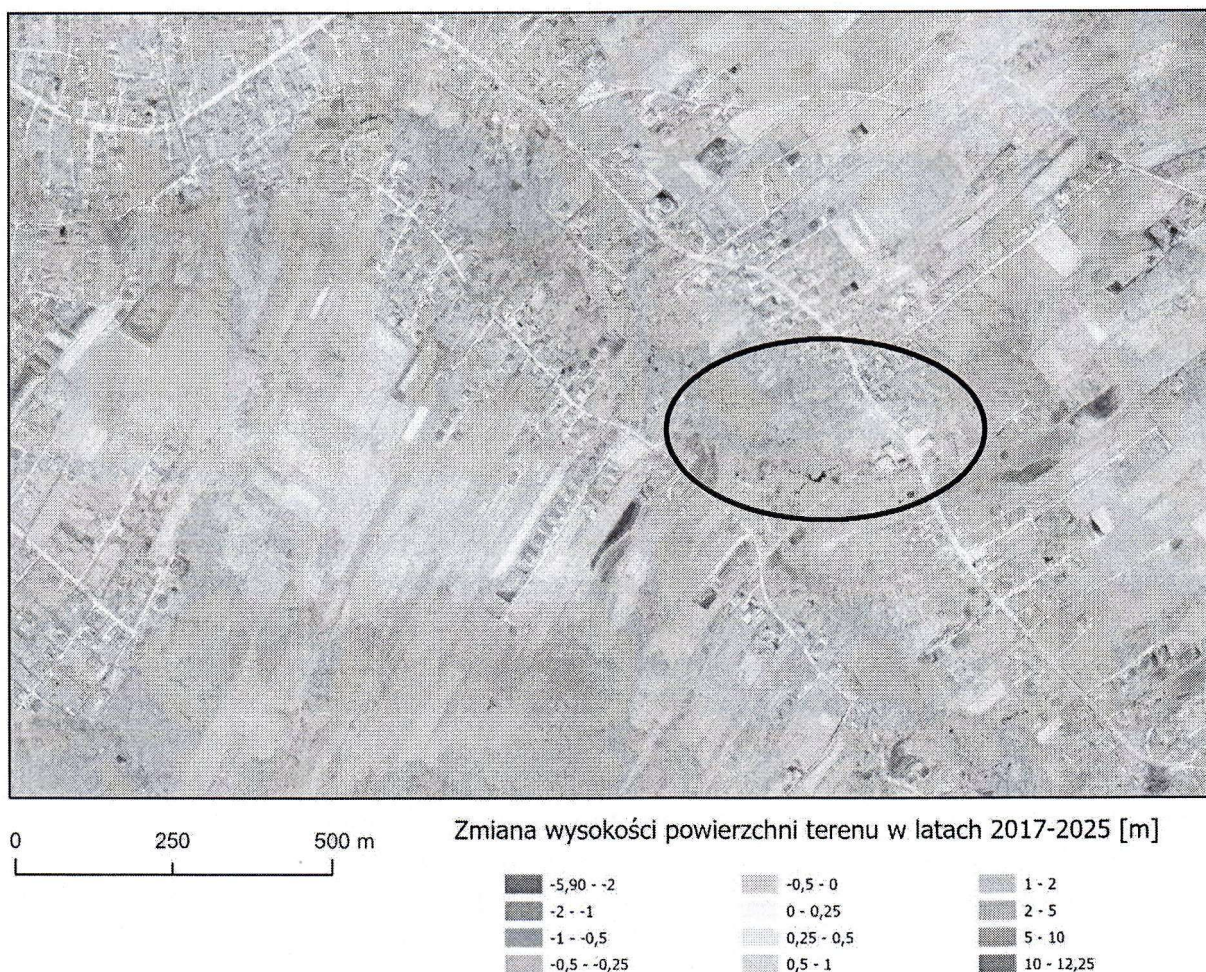 0 250 500 m
Zmiana wysokości powierzchni terenu w latach 2017-2025 [m]
-5,90 - -2
-2 - -1
-1 - -0,5
-0,5 - -0,25
-0,5 - 0
0 - 0,25
0,25 - 0,5
0,5 - 1
1 - 2
2 - 5
5 - 10
10 - 12,25